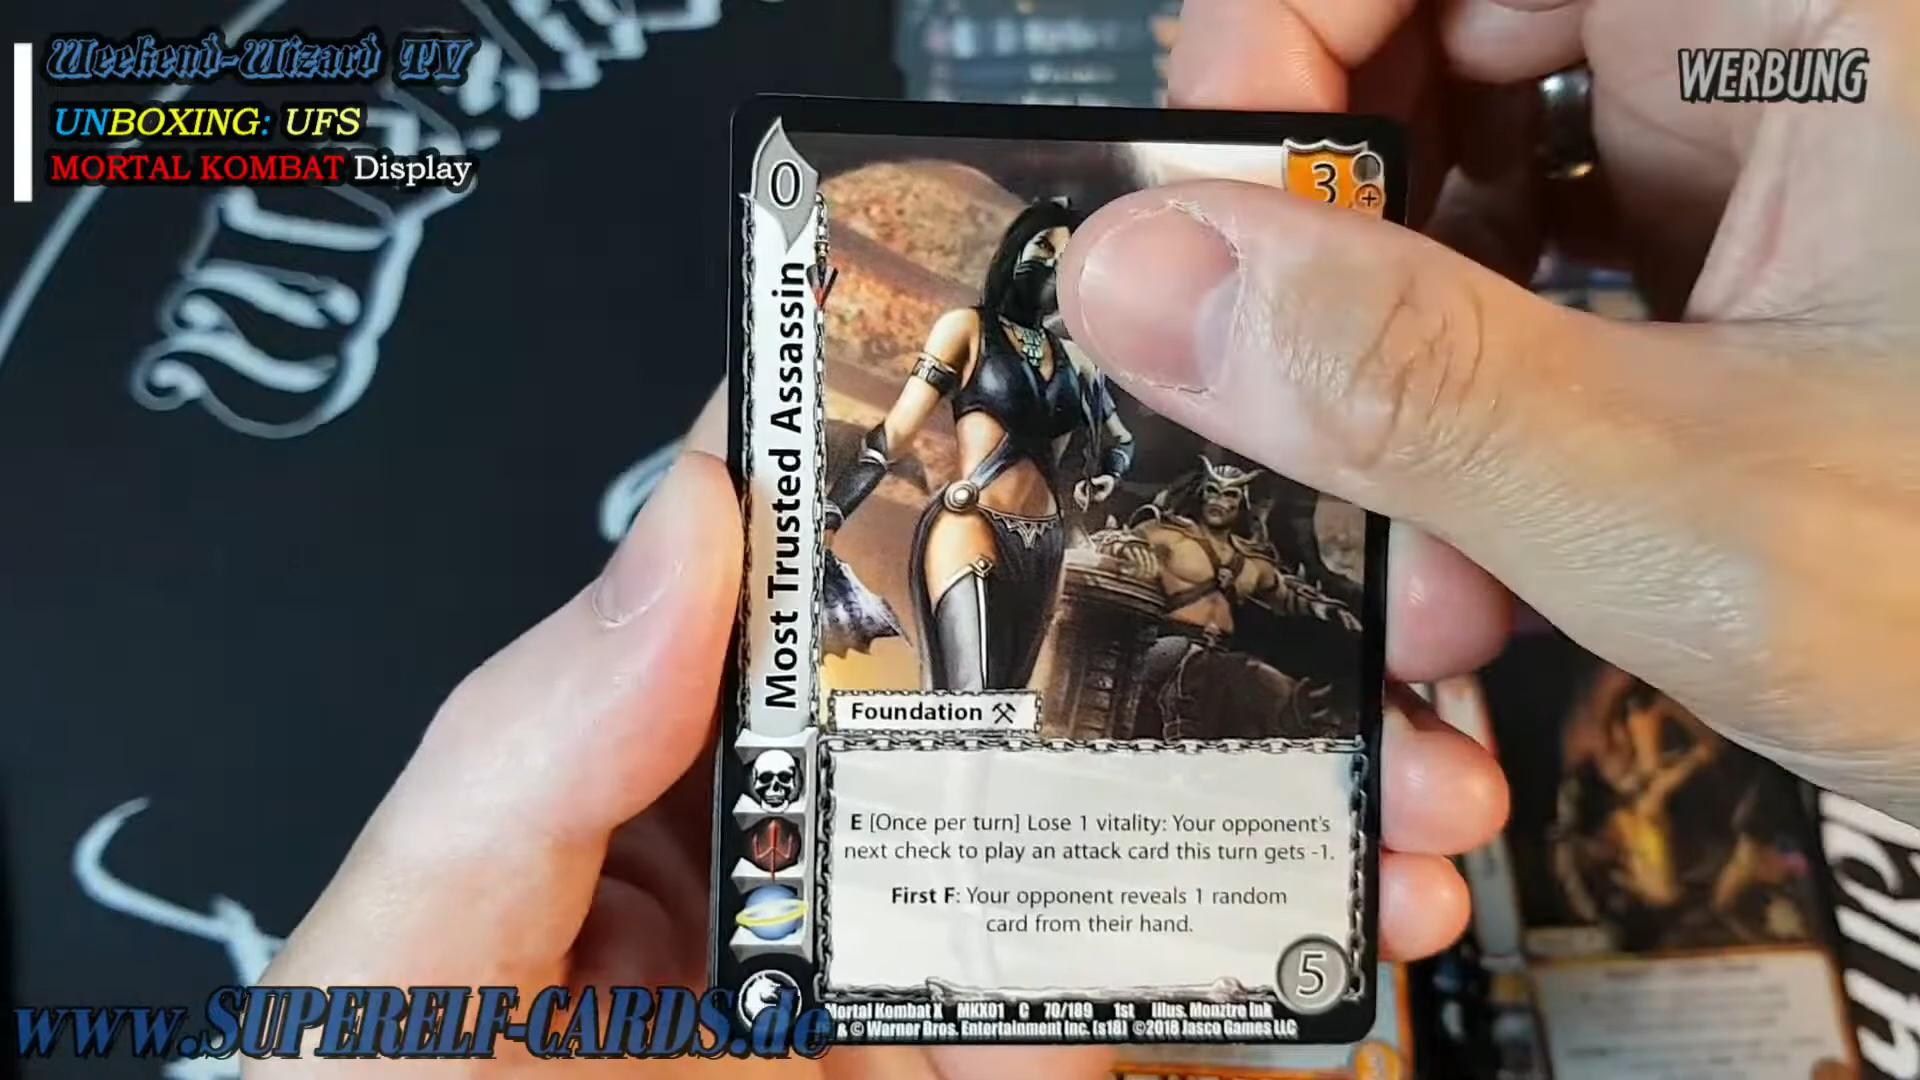 Weekend-Wizard TV
UNBOXING: UFS
MORTAL KOMBAT Display
WERBUNG
0
3
+
Most Trusted Assassin
Foundation
E [Once per turn] Lose 1 vitality: Your opponent's
next check to play an attack card this turn gets -1.
First F: Your opponent reveals 1 random
card from their hand.
5
Mortal Kombat X MKX01 C 70/189 1st Illus. Monztre Ink
& © Warner Bros. Entertainment Inc. (s18) ©2018 Jasco Games LLC
www.SUPERELF-CARDS.de